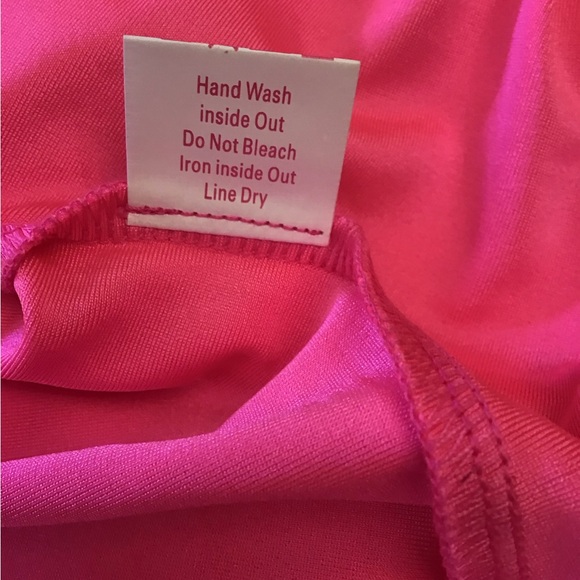 Hand Wash
inside Out
Do Not Bleach
Iron inside Out
Line Dry